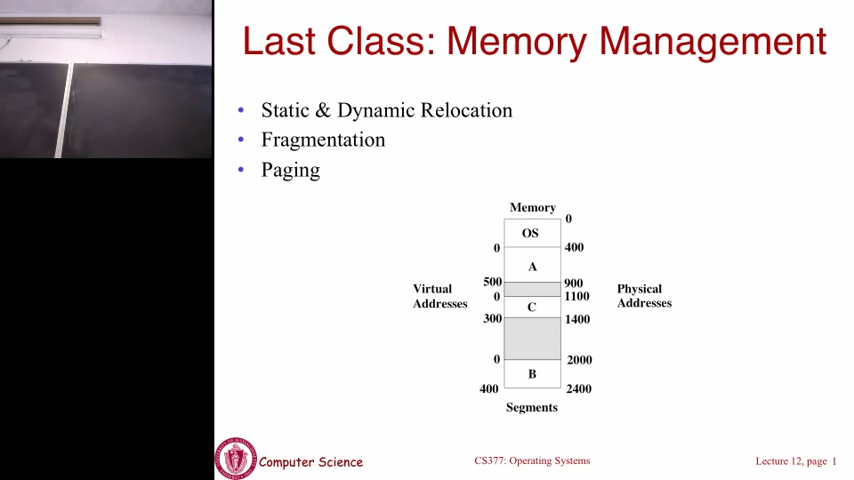 Last Class: Memory Management
• Static & Dynamic Relocation
• Fragmentation
• Paging
Memory
0
OS
0
400
A
500
900
Virtual
Addresses
Physical
Addresses
0
1100
C
300
1400
0
2000
B
400
2400
Segments
Computer Science
CS377: Operating Systems
Lecture 12, page 1